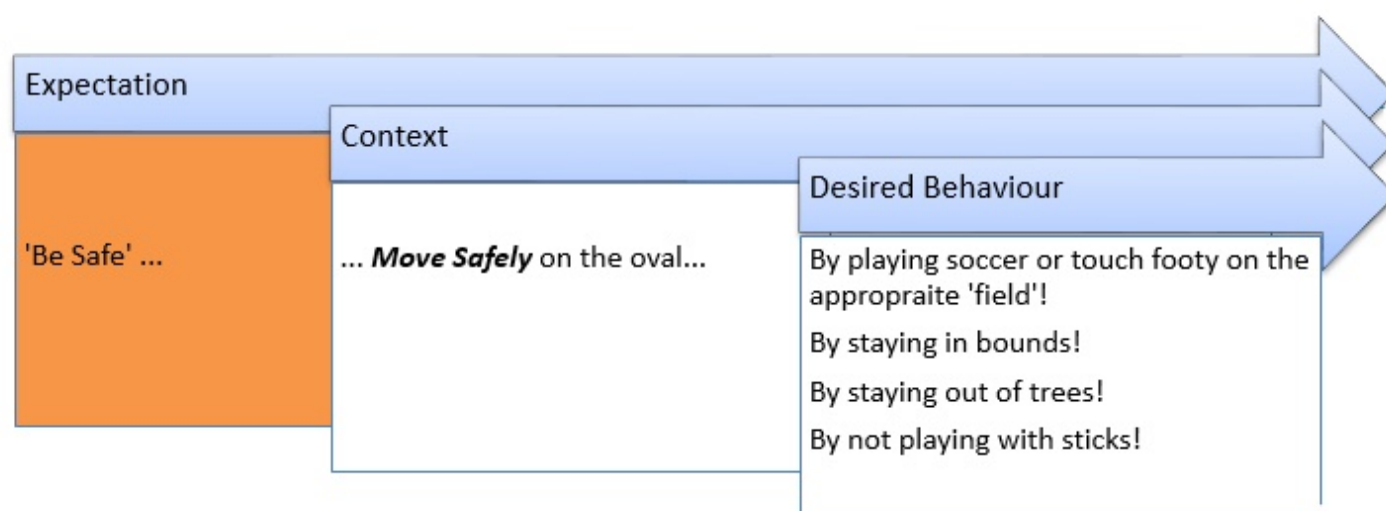 Expectation
Context
Desired Behaviour
'Be Safe' ...
... Move Safely on the oval...
By playing soccer or touch footy on the
appropraite 'field'!
By staying in bounds!
By staying out of trees!
By not playing with sticks!